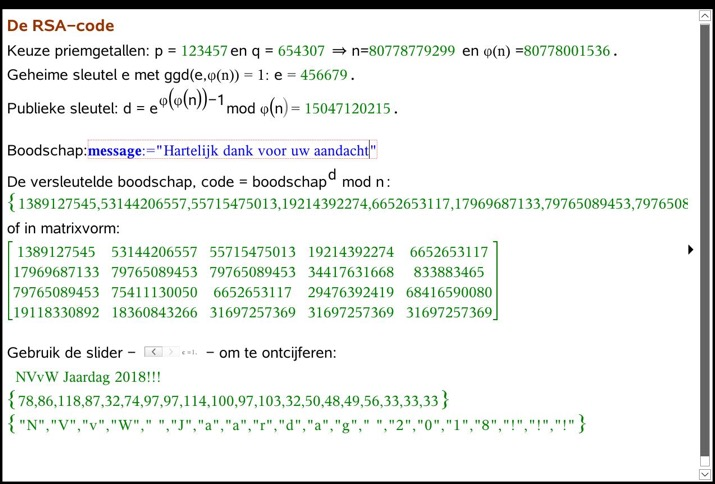 De RSA-code
Keuze priemgetallen: p = 123457 en q = 654307 ⇒ n=80778779299 en φ(n) =80778001536.
Geheime sleutel e met ggd(e,φ(n)) = 1: e = 456679.
Publieke sleutel: d = e^φ(φ(n))-1 mod φ(n) = 15047120215.
Boodschap:message:="Hartelijk dank voor uw aandacht"
De versleutelde boodschap, code = boodschap^d mod n:
{1389127545,53144206557,55715475013,19214392274,6652653117,17969687133,79765089453,7976508
of in matrixvorm:
1389127545 53144206557 55715475013 19214392274 6652653117
17969687133 79765089453 79765089453 34417631668 833883465
79765089453 75411130050 6652653117 29476392419 68416590080
19118330892 18360843266 31697257369 31697257369 31697257369
Gebruik de slider – < > c =1. – om te ontcijferen:
NVvW Jaardag 2018!!!
{78,86,118,87,32,74,97,97,114,100,97,103,32,50,48,49,56,33,33,33}
{"N","V","v","W"," ","J","a","a","r","d","a","g"," ","2","0","1","8","!","!","!"}